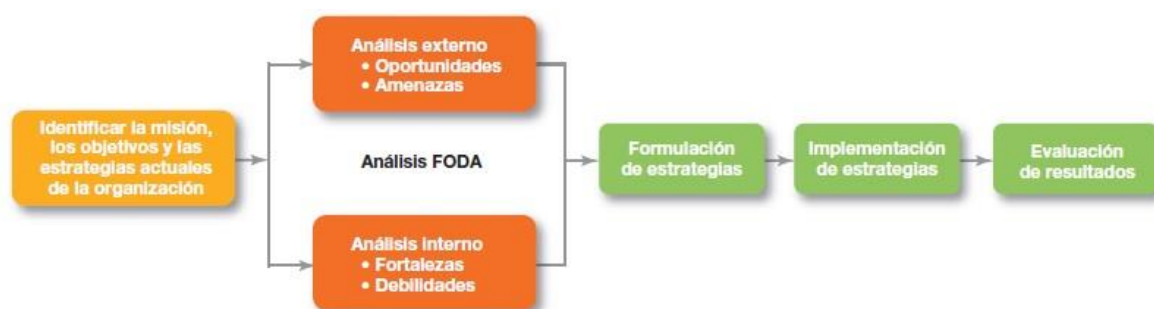 Identificar la misión,
los objetivos y las
estrategias actuales
de la organización
Análisis externo
• Oportunidades
• Amenazas
Análisis FODA
Análisis interno
• Fortalezas
• Debilidades
Formulación
de estrategias
Implementación
de estrategias
Evaluación
de resultados